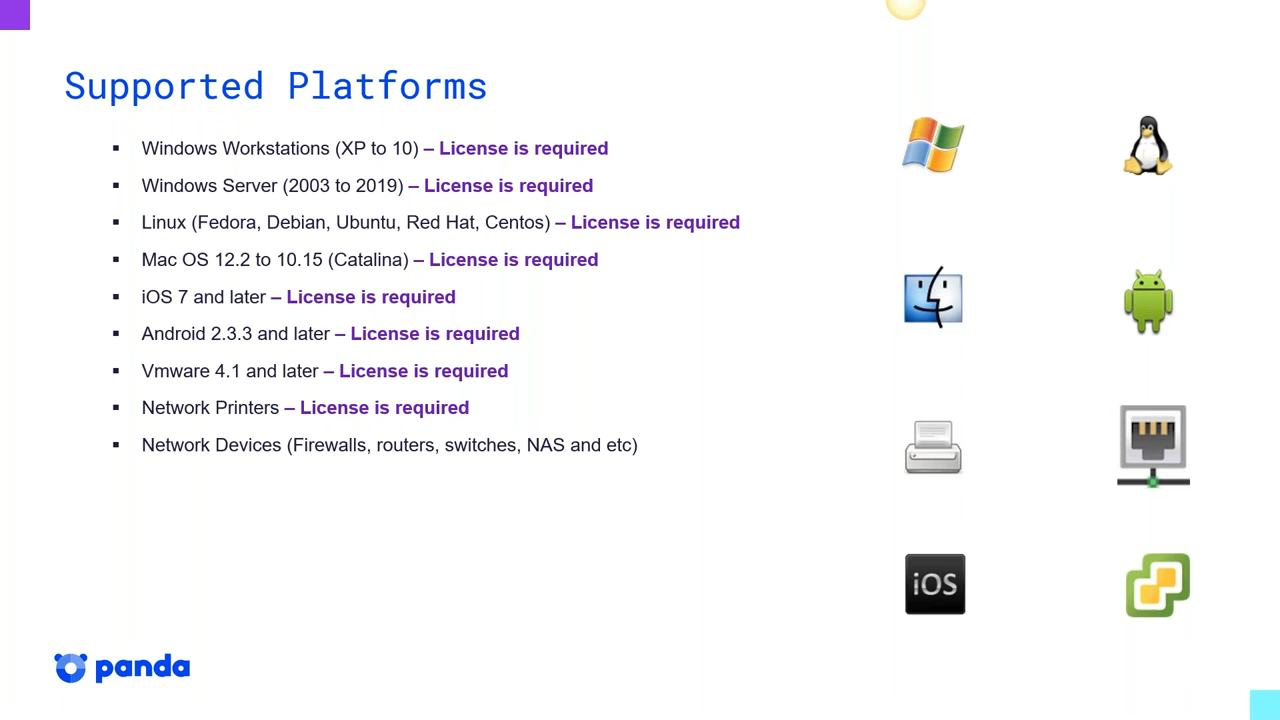 Supported Platforms
▪ Windows Workstations (XP to 10) – License is required
▪ Windows Server (2003 to 2019) – License is required
▪ Linux (Fedora, Debian, Ubuntu, Red Hat, Centos) – License is required
▪ Mac OS 12.2 to 10.15 (Catalina) – License is required
▪ iOS 7 and later – License is required
▪ Android 2.3.3 and later – License is required
▪ Vmware 4.1 and later – License is required
▪ Network Printers – License is required
▪ Network Devices (Firewalls, routers, switches, NAS and etc)
iOS
panda